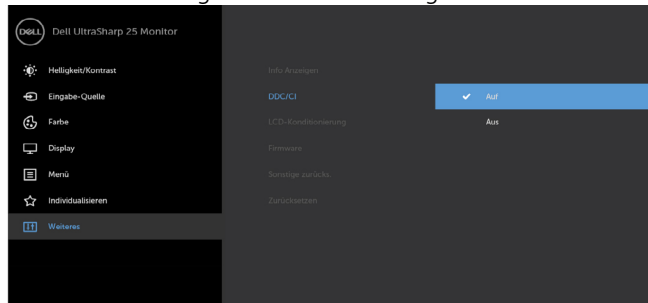 DELL Dell UltraSharp 25 Monitor
Helligkeit/Kontrast
Eingabe-Quelle
Farbe
Display
Menü
Individualisieren
Weiteres
Info Anzeigen
DDC/CI
LCD-Konditionierung
Firmware
Sonstige zurücks.
Zurücksetzen
Auf
Aus